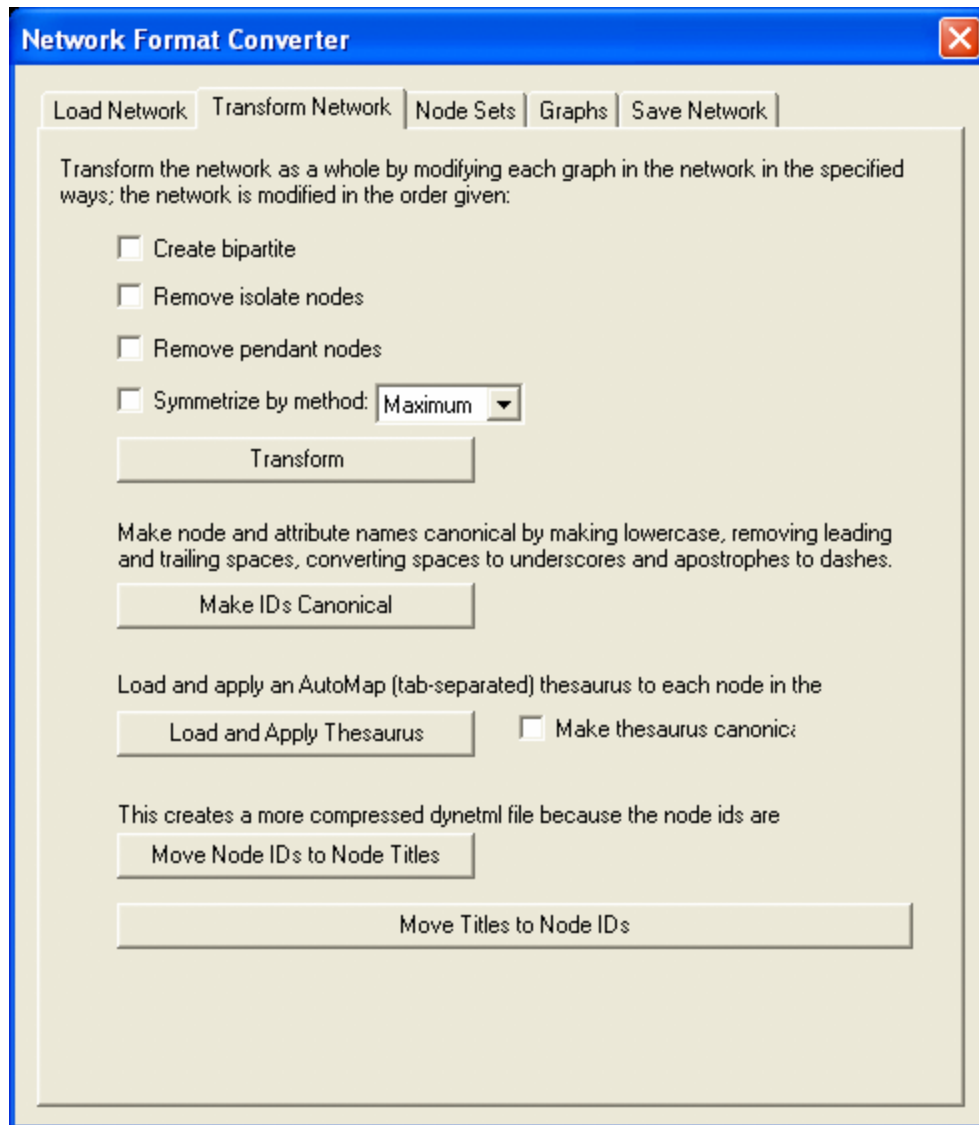 Network Format Converter
Load Network Transform Network Node Sets Graphs Save Network
Transform the network as a whole by modifying each graph in the network in the specified
ways; the network is modified in the order given:
Create bipartite
Remove isolate nodes
Remove pendant nodes
Symmetrize by method: Maximum
Transform
Make node and attribute names canonical by making lowercase, removing leading
and trailing spaces, converting spaces to underscores and apostrophes to dashes.
Make IDs Canonical
Load and apply an AutoMap (tab-separated) thesaurus to each node in the
Load and Apply Thesaurus Make thesaurus
This creates a more compressed dynetml file because the node ids are
Move Node IDs to Node Titles
Move Titles to Node IDs